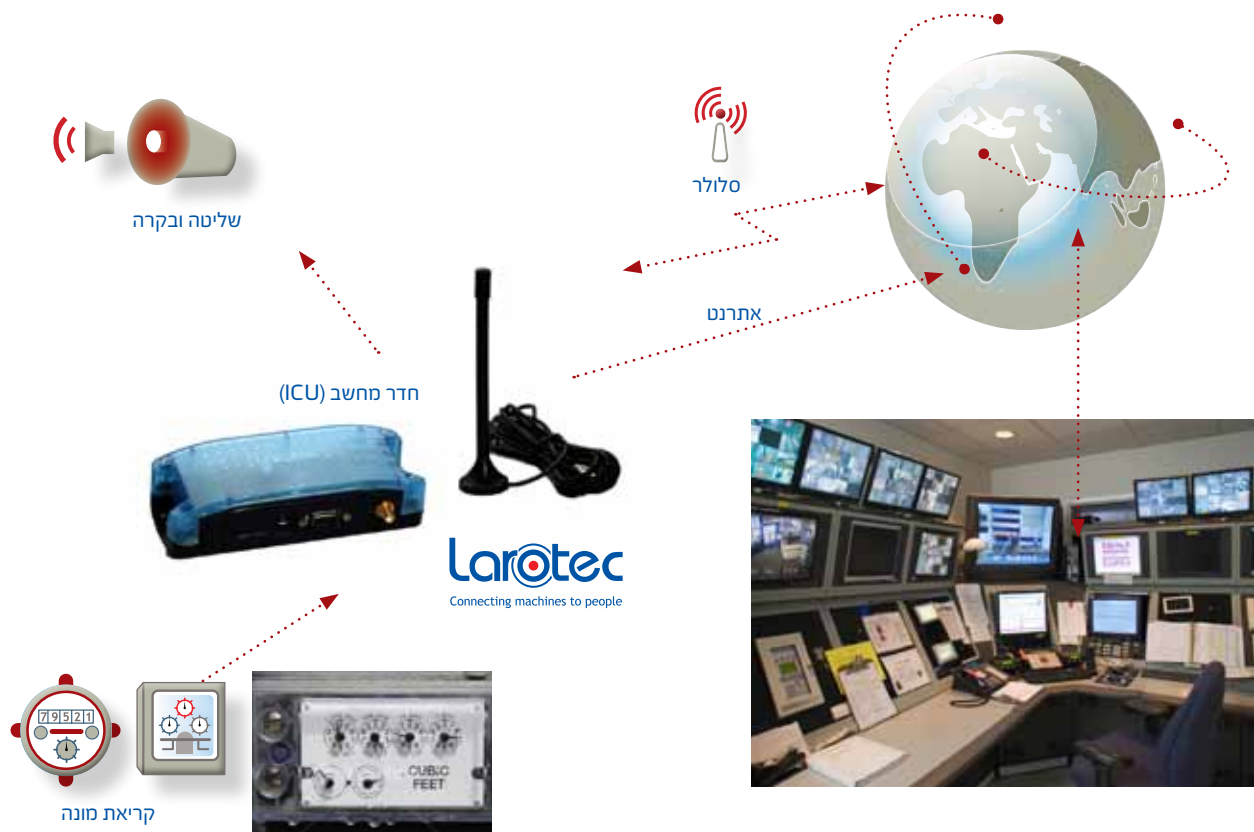 סלולר
שליטה ובקרה
אתרנט
חדר מחשב (ICU)
Larotec
Connecting machines to people
79521
CUBIC
FEET
קריאת מונה